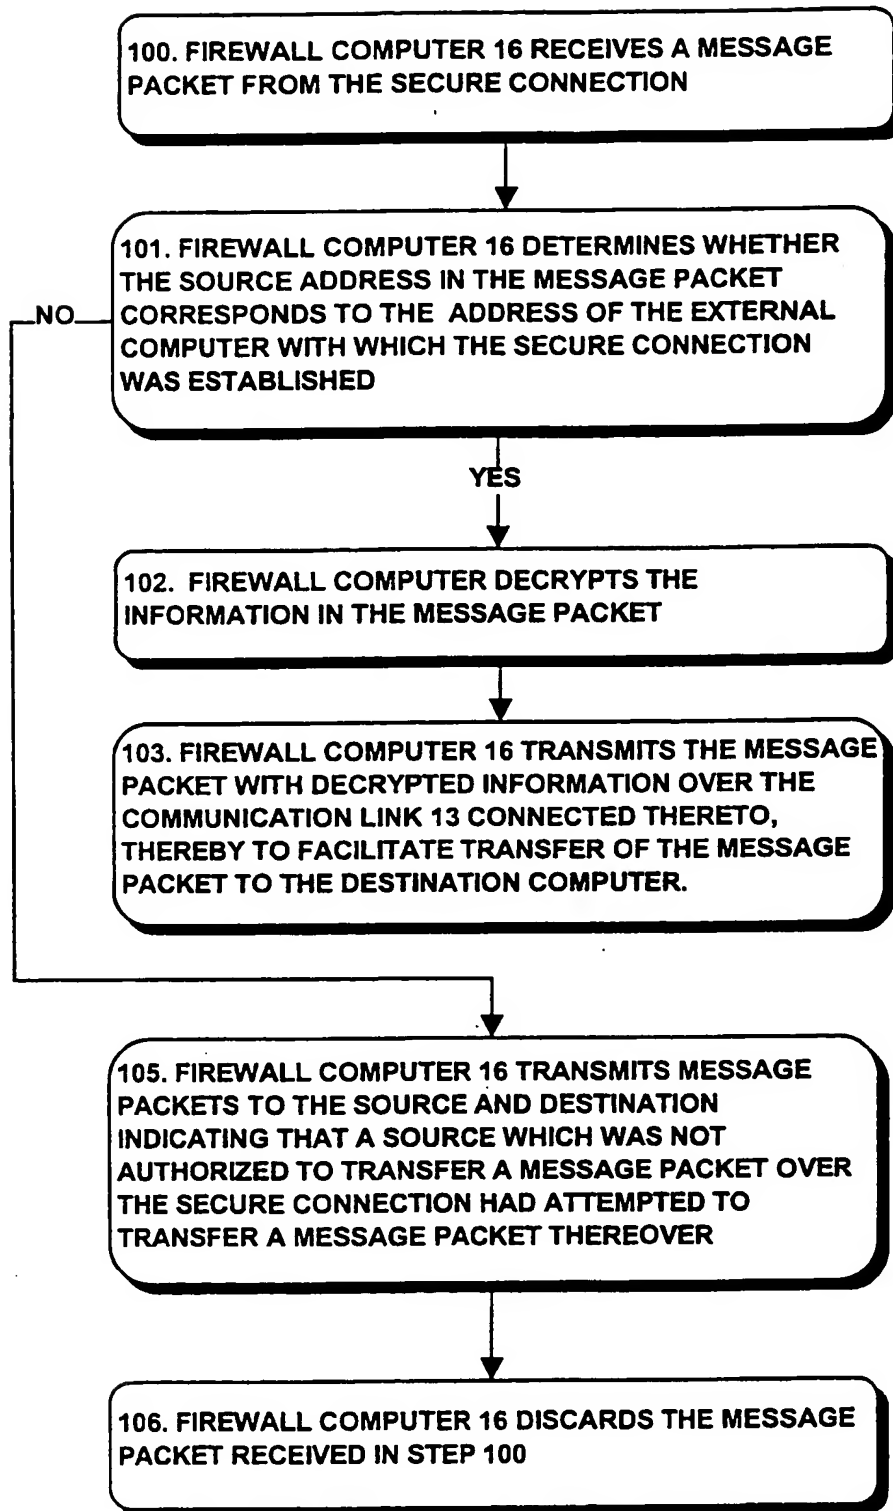 100. FIREWALL COMPUTER 16 RECEIVES A MESSAGE
PACKET FROM THE SECURE CONNECTION
101. FIREWALL COMPUTER 16 DETERMINES WHETHER
THE SOURCE ADDRESS IN THE MESSAGE PACKET
CORRESPONDS TO THE ADDRESS OF THE EXTERNAL
COMPUTER WITH WHICH THE SECURE CONNECTION
WAS ESTABLISHED
NO
YES
102. FIREWALL COMPUTER DECRYPTS THE
INFORMATION IN THE MESSAGE PACKET
103. FIREWALL COMPUTER 16 TRANSMITS THE MESSAGE
PACKET WITH DECRYPTED INFORMATION OVER THE
COMMUNICATION LINK 13 CONNECTED THERETO,
THEREBY TO FACILITATE TRANSFER OF THE MESSAGE
PACKET TO THE DESTINATION COMPUTER.
105. FIREWALL COMPUTER 16 TRANSMITS MESSAGE
PACKETS TO THE SOURCE AND DESTINATION
INDICATING THAT A SOURCE WHICH WAS NOT
AUTHORIZED TO TRANSFER A MESSAGE PACKET OVER
THE SECURE CONNECTION HAD ATTEMPTED TO
TRANSFER A MESSAGE PACKET THEREOVER
106. FIREWALL COMPUTER 16 DISCARDS THE MESSAGE
PACKET RECEIVED IN STEP 100